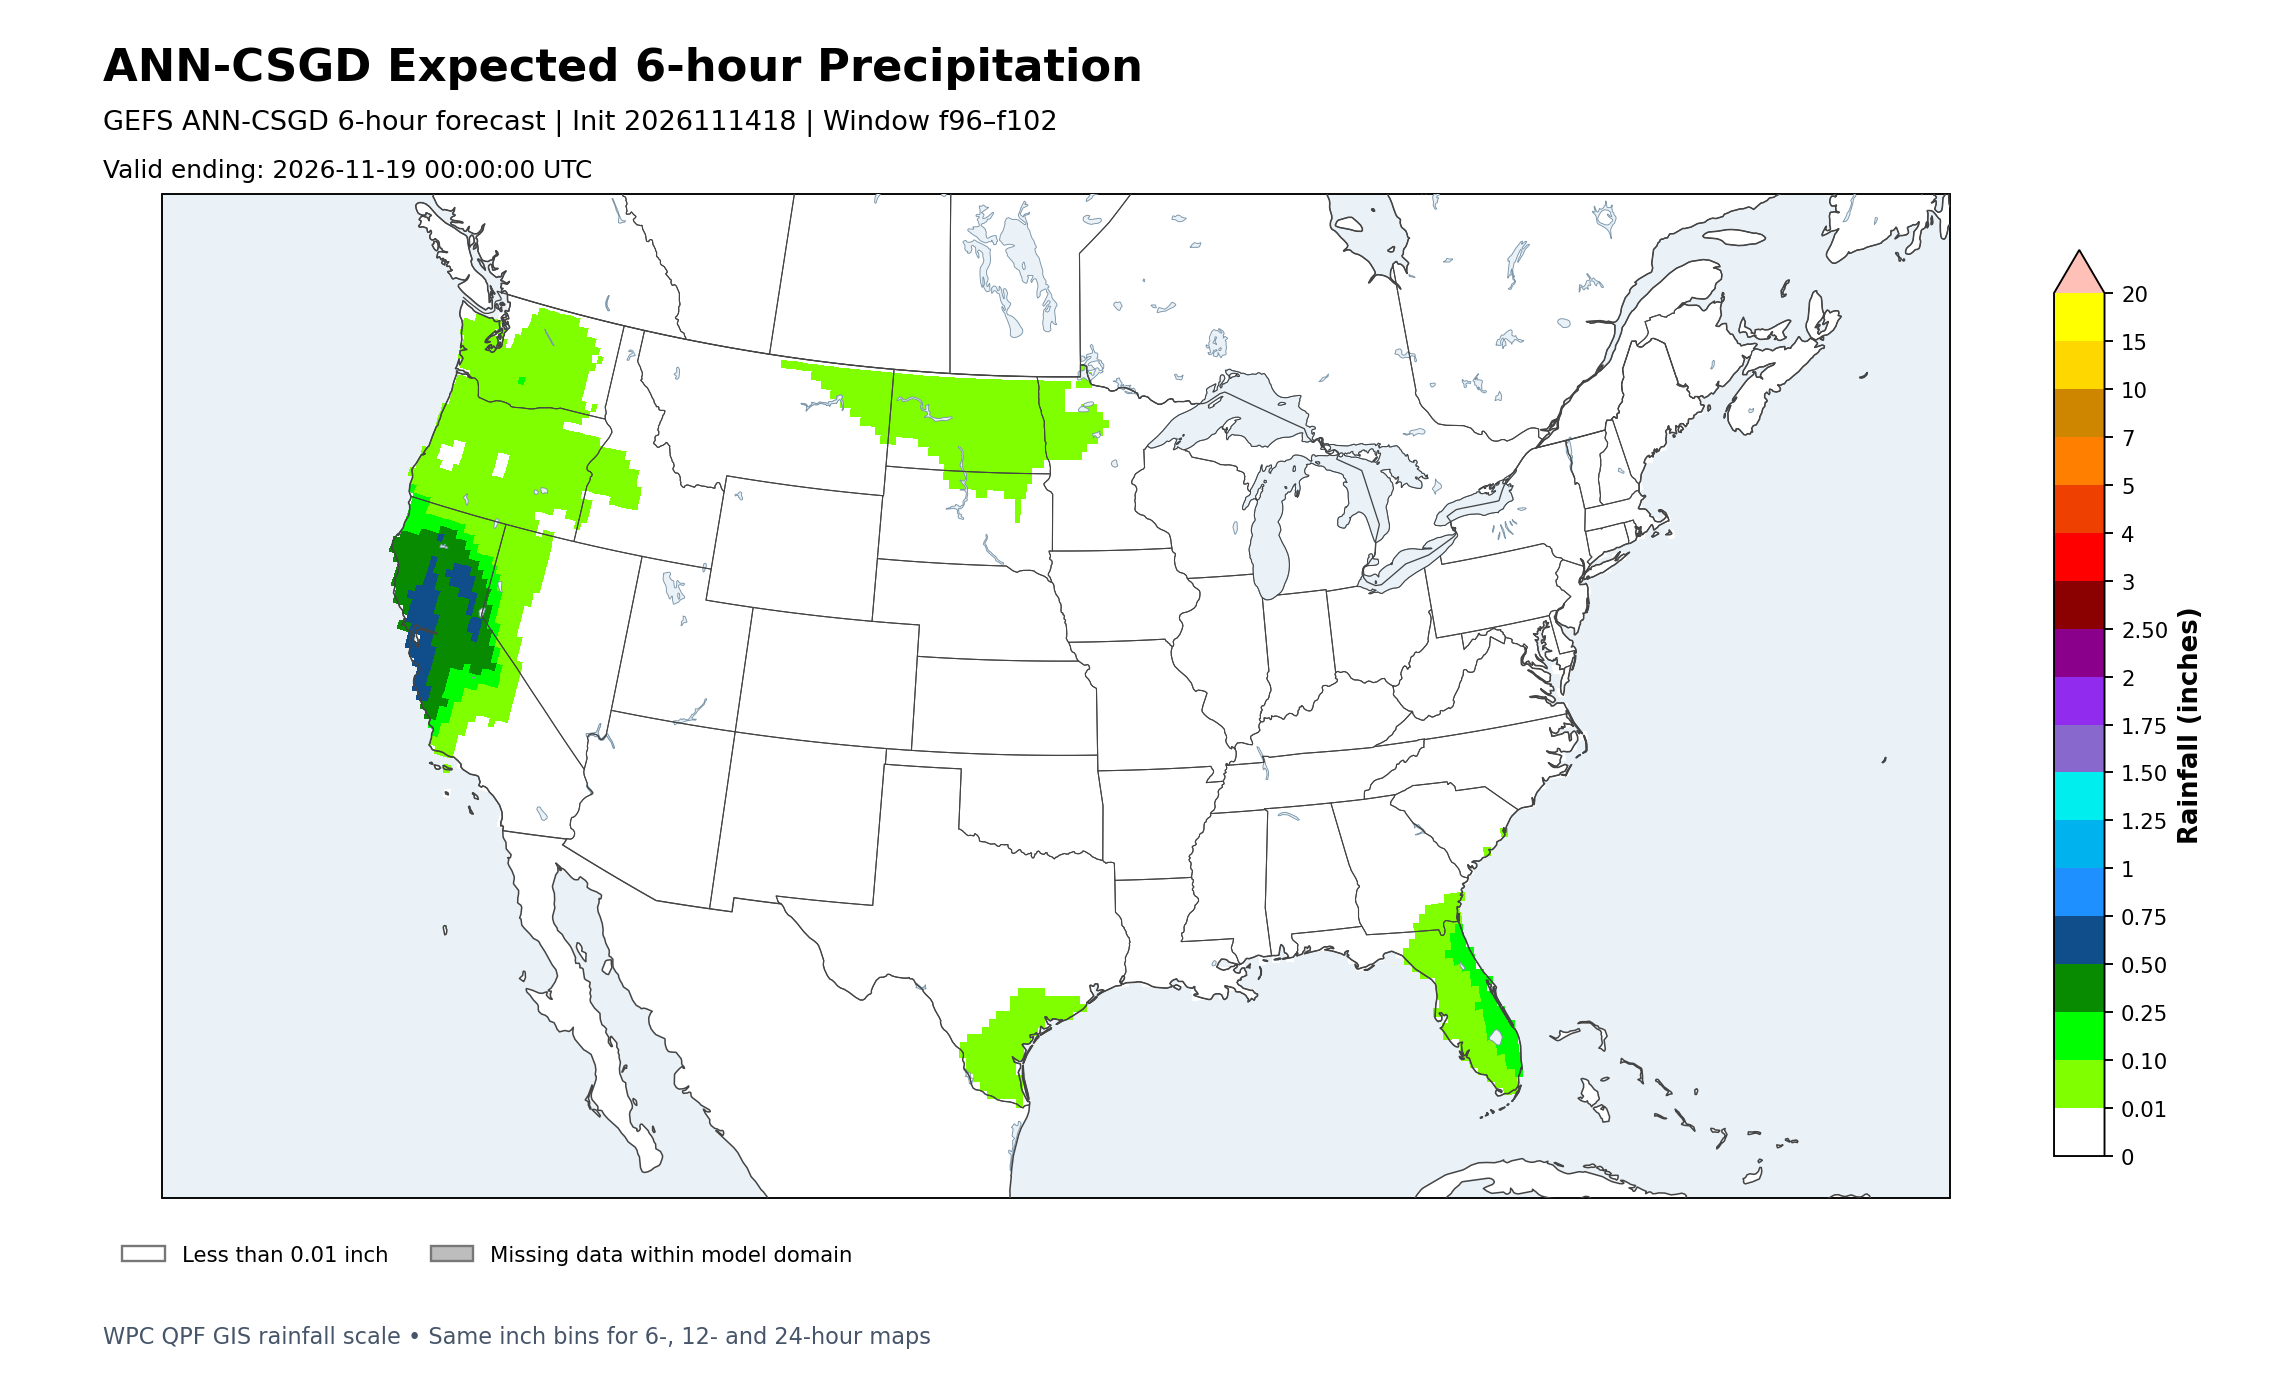 ANN-CSGD Expected 6-hour Precipitation
GEFS ANN-CSGD 6-hour forecast | Init 2026111418 | Window f96–f102
Valid ending: 2026-11-19 00:00:00 UTC
20
15
10
7
5
4
3
2.50
2
1.75
1.50
1.25
1
0.75
0.50
0.25
0.10
0.01
0
Rainfall (inches)
Less than 0.01 inch
Missing data within model domain
WPC QPF GIS rainfall scale • Same inch bins for 6-, 12- and 24-hour maps